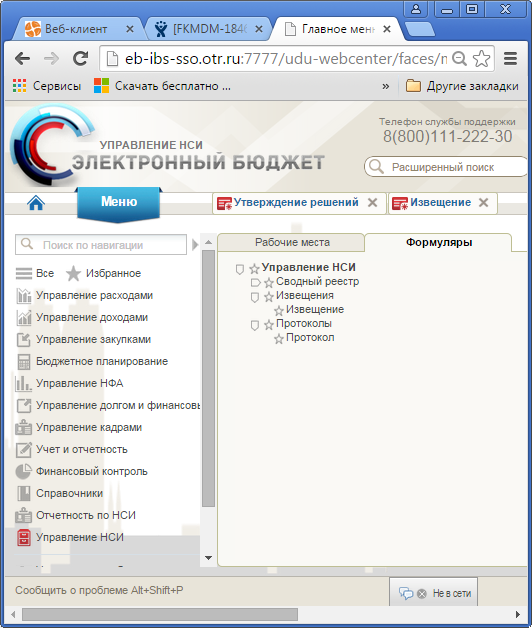 Веб-клиент
[FKMDM-1846
Главное мен
eb-ibs-sso.otr.ru:7777/udu-webcenter/faces/
Сервисы
Скачать бесплатно ...
»
Другие закладки
Телефон службы поддержки
8(800)111-222-30
УПРАВЛЕНИЕ НСИ
ЭЛЕКТРОННЫЙ БЮДЖЕТ
Расширенный поиск
Меню
Утверждение решений
Извещение
Поиск по навигации
Рабочие места
Формуляры
Все
Избранное
Управление расходами
Управление доходами
Управление закупками
Бюджетное планирование
Управление НФА
Управление долгом и финансовы
Управление кадрами
Учет и отчетность
Финансовый контроль
Справочники
Отчетность по НСИ
Управление НСИ
Управление НСИ
Сводный реестр
Извещения
Извещение
Протоколы
Протокол
Сообщить о проблеме Alt+Shift+P
Не в сети